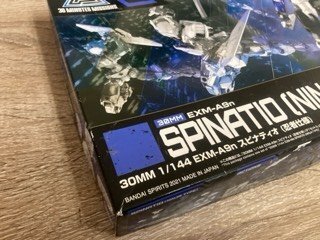 30 MINUTES MISSIONS
30MM EXM-A9n
SPINATIO [NIN
30MM 1/144 EXM-A9n スピナティオ (忍者仕様)
BANDAI SPIRITS 2021 MADE IN JAPAN